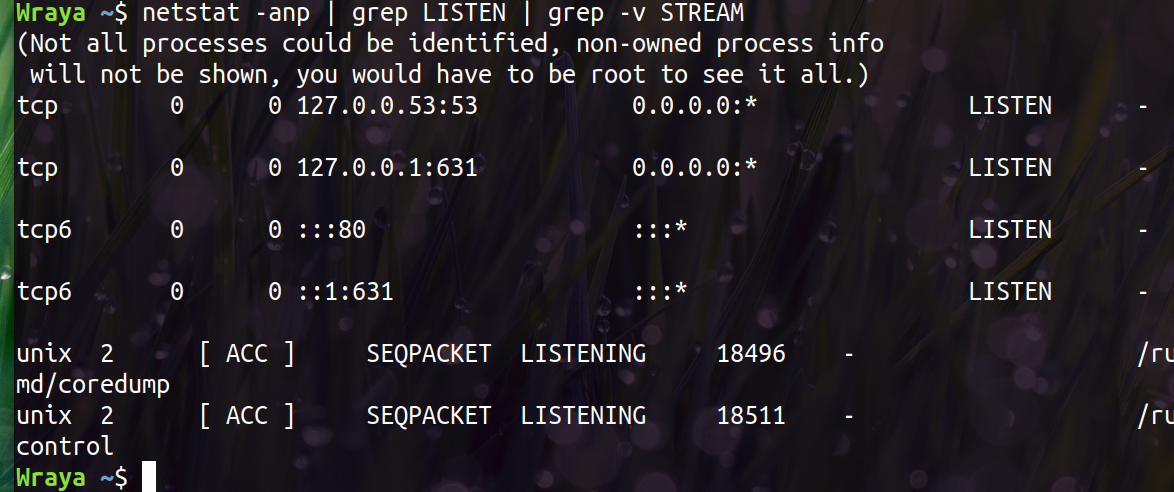 Wraya ~$ netstat -anp | grep LISTEN | grep -v STREAM
(Not all processes could be identified, non-owned process info
 will not be shown, you would have to be root to see it all.)
tcp        0      0 127.0.0.53:53           0.0.0.0:*               LISTEN      -
tcp        0      0 127.0.0.1:631           0.0.0.0:*               LISTEN      -
tcp6       0      0 :::80                   :::*                    LISTEN      -
tcp6       0      0 ::1:631                 :::*                    LISTEN      -
unix  2      [ ACC ]     SEQPACKET  LISTENING     18496    -                    /ru
md/coredump
unix  2      [ ACC ]     SEQPACKET  LISTENING     18511    -                    /ru
control
Wraya ~$